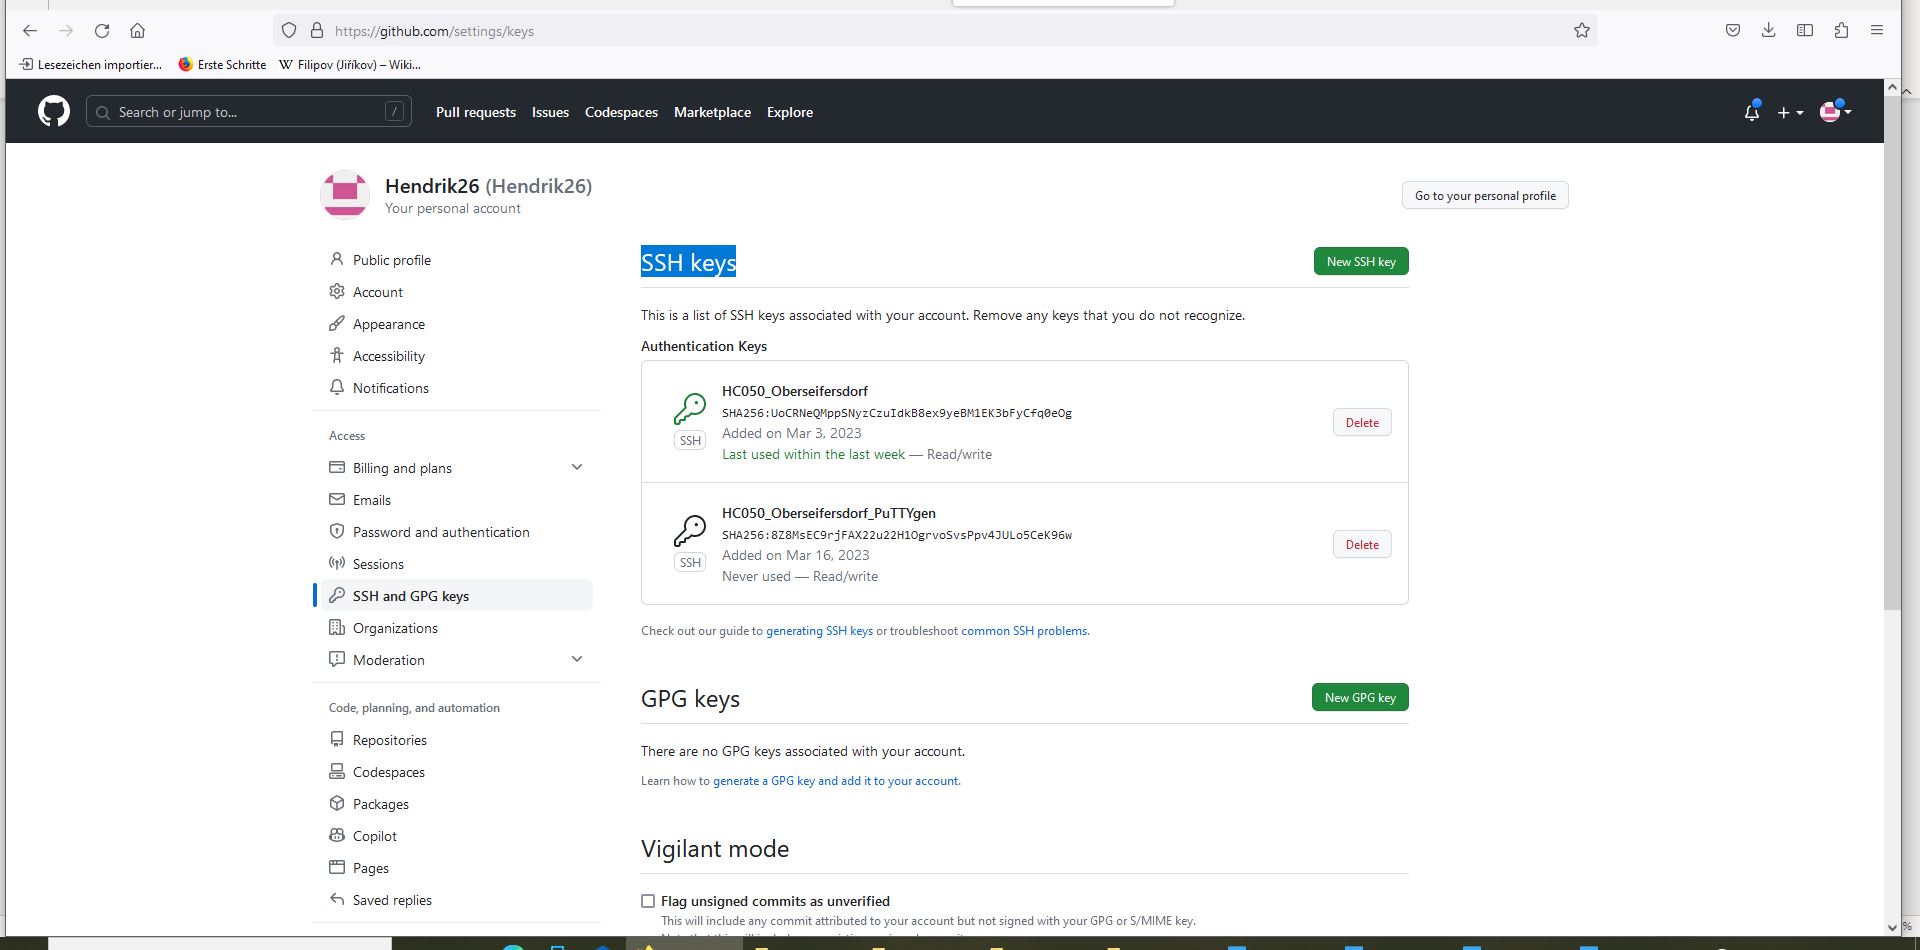 https://github.com/settings/keys
Lesezeichen importier...
Erste Schritte
W Filipov (Jiříkov) – Wiki...
Search or jump to...
/
Pull requests
Issues
Codespaces
Marketplace
Explore
Hendrik26 (Hendrik26)
Your personal account
Go to your personal profile
Public profile
Account
Appearance
Accessibility
Notifications
Access
Billing and plans
Emails
Password and authentication
Sessions
SSH and GPG keys
Organizations
Moderation
Code, planning, and automation
Repositories
Codespaces
Packages
Copilot
Pages
Saved replies
SSH keys
New SSH key
This is a list of SSH keys associated with your account. Remove any keys that you do not recognize.
Authentication Keys
HC050_Oberseifersdorf
SHA256:UoCRNeQMppSNyzCzuIdkB8ex9yeBM1EK3bFyCfq0eOg
Added on Mar 3, 2023
Last used within the last week — Read/write
SSH
Delete
HC050_Oberseifersdorf_PuTTYgen
SHA256:8Z8MsEC9rjFAX22u22H1OgrvoSvsPpv4JULo5CeK96w
Added on Mar 16, 2023
Never used — Read/write
SSH
Delete
Check out our guide to generating SSH keys or troubleshoot common SSH problems.
GPG keys
New GPG key
There are no GPG keys associated with your account.
Learn how to generate a GPG key and add it to your account.
Vigilant mode
Flag unsigned commits as unverified
This will include any commit attributed to your account but not signed with your GPG or S/MIME key.
%